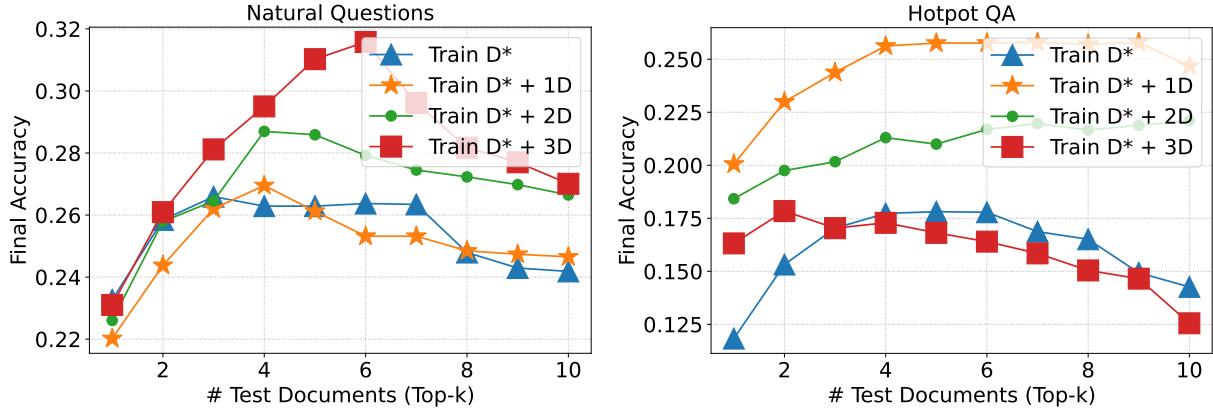 Natural Questions
Final Accuracy
0.32
0.30
0.28
0.26
0.24
0.22
2
4
6
8
10
# Test Documents (Top-k)
Train D*
Train D* + 1D
Train D* + 2D
Train D* + 3D
Hotpot QA
Final Accuracy
0.250
0.225
0.200
0.175
0.150
0.125
2
4
6
8
10
# Test Documents (Top-k)
Train D*
Train D* + 1D
Train D* + 2D
Train D* + 3D